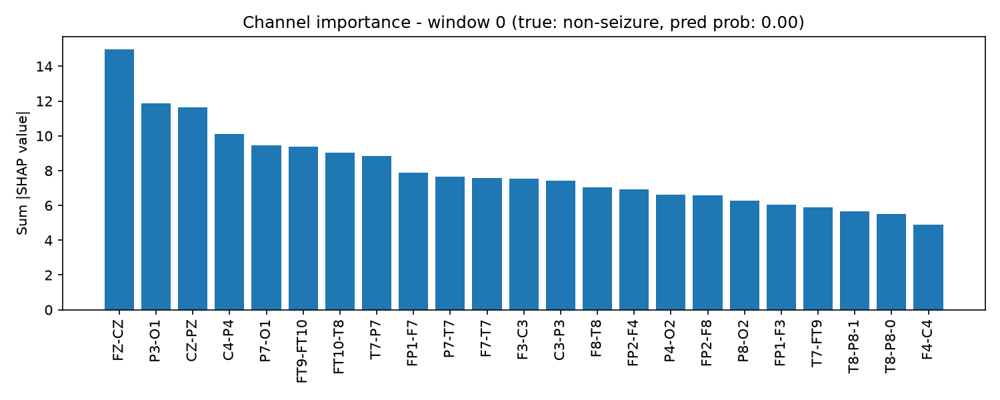 Channel importance - window 0 (true: non-seizure, pred prob: 0.00)
Sum |SHAP value|
14
12
10
8
6
4
2
0
FZ-CZ
P3-O1
CZ-PZ
C4-P4
P7-O1
FT9-FT10
FT10-T8
T7-P7
FP1-F7
P7-T7
F7-T7
F3-C3
C3-P3
F8-T8
FP2-F4
P4-O2
FP2-F8
P8-O2
FP1-F3
T7-FT9
T8-P8-1
T8-P8-0
F4-C4